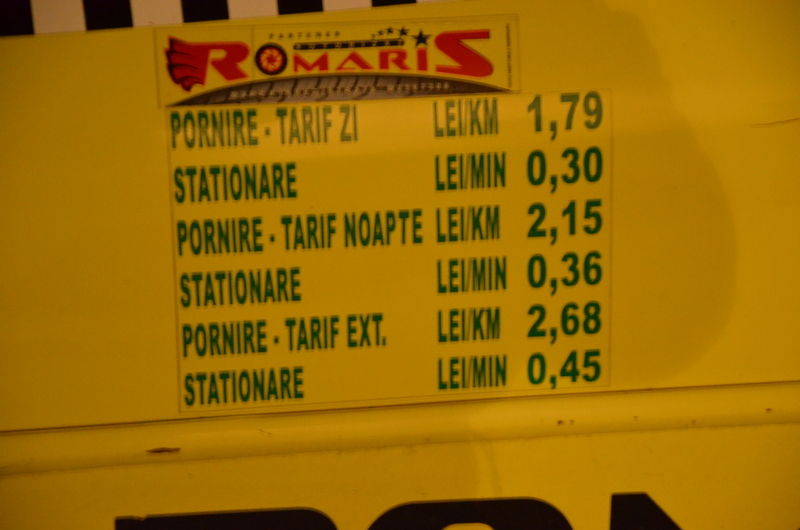 PARTENER
ROMARIS
PORNIRE - TARIF ZI LEI/KM 1,79
STATIONARE LEI/MIN 0,30
PORNIRE - TARIF NOAPTE LEI/KM 2,15
STATIONARE LEI/MIN 0,36
PORNIRE - TARIF EXT. LEI/KM 2,68
STATIONARE LEI/MIN 0,45